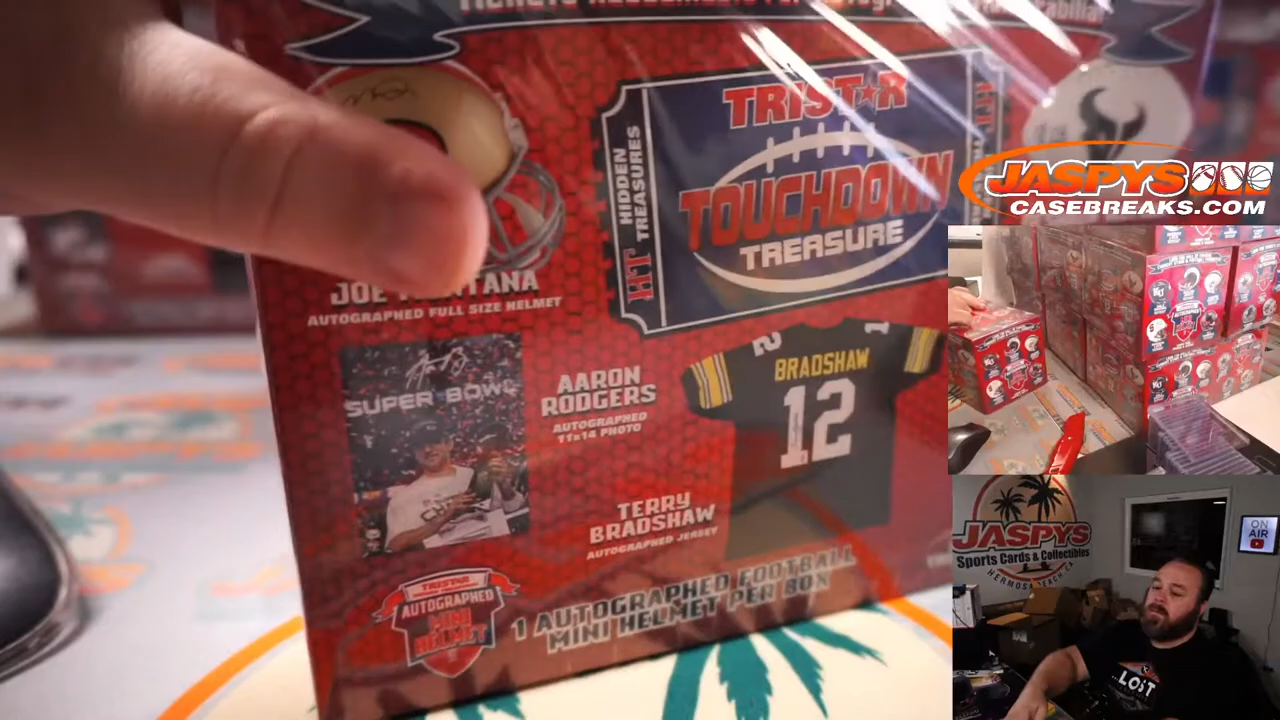 TRISTAR
HIDDEN
TREASURES
HT
TOUCHDOWN
TREASURE
JASPYS
CASEBREAKS.COM
AUTOGRAPHED FULL SIZE HELMET
SUPER BOWL
AARON
RODGERS
AUTOGRAPHED
11x14 PHOTO
BRADSHAW
12
TERRY
BRADSHAW
AUTOGRAPHED JERSEY
TRISTAR
AUTOGRAPHED
MINI
HELMET
1 AUTOGRAPHED FOOTBALL
MINI HELMET PER BOX
JASPYS
Sports Cards & Collectibles
HERMOSA BEACH, CA
ON
AIR
LOST